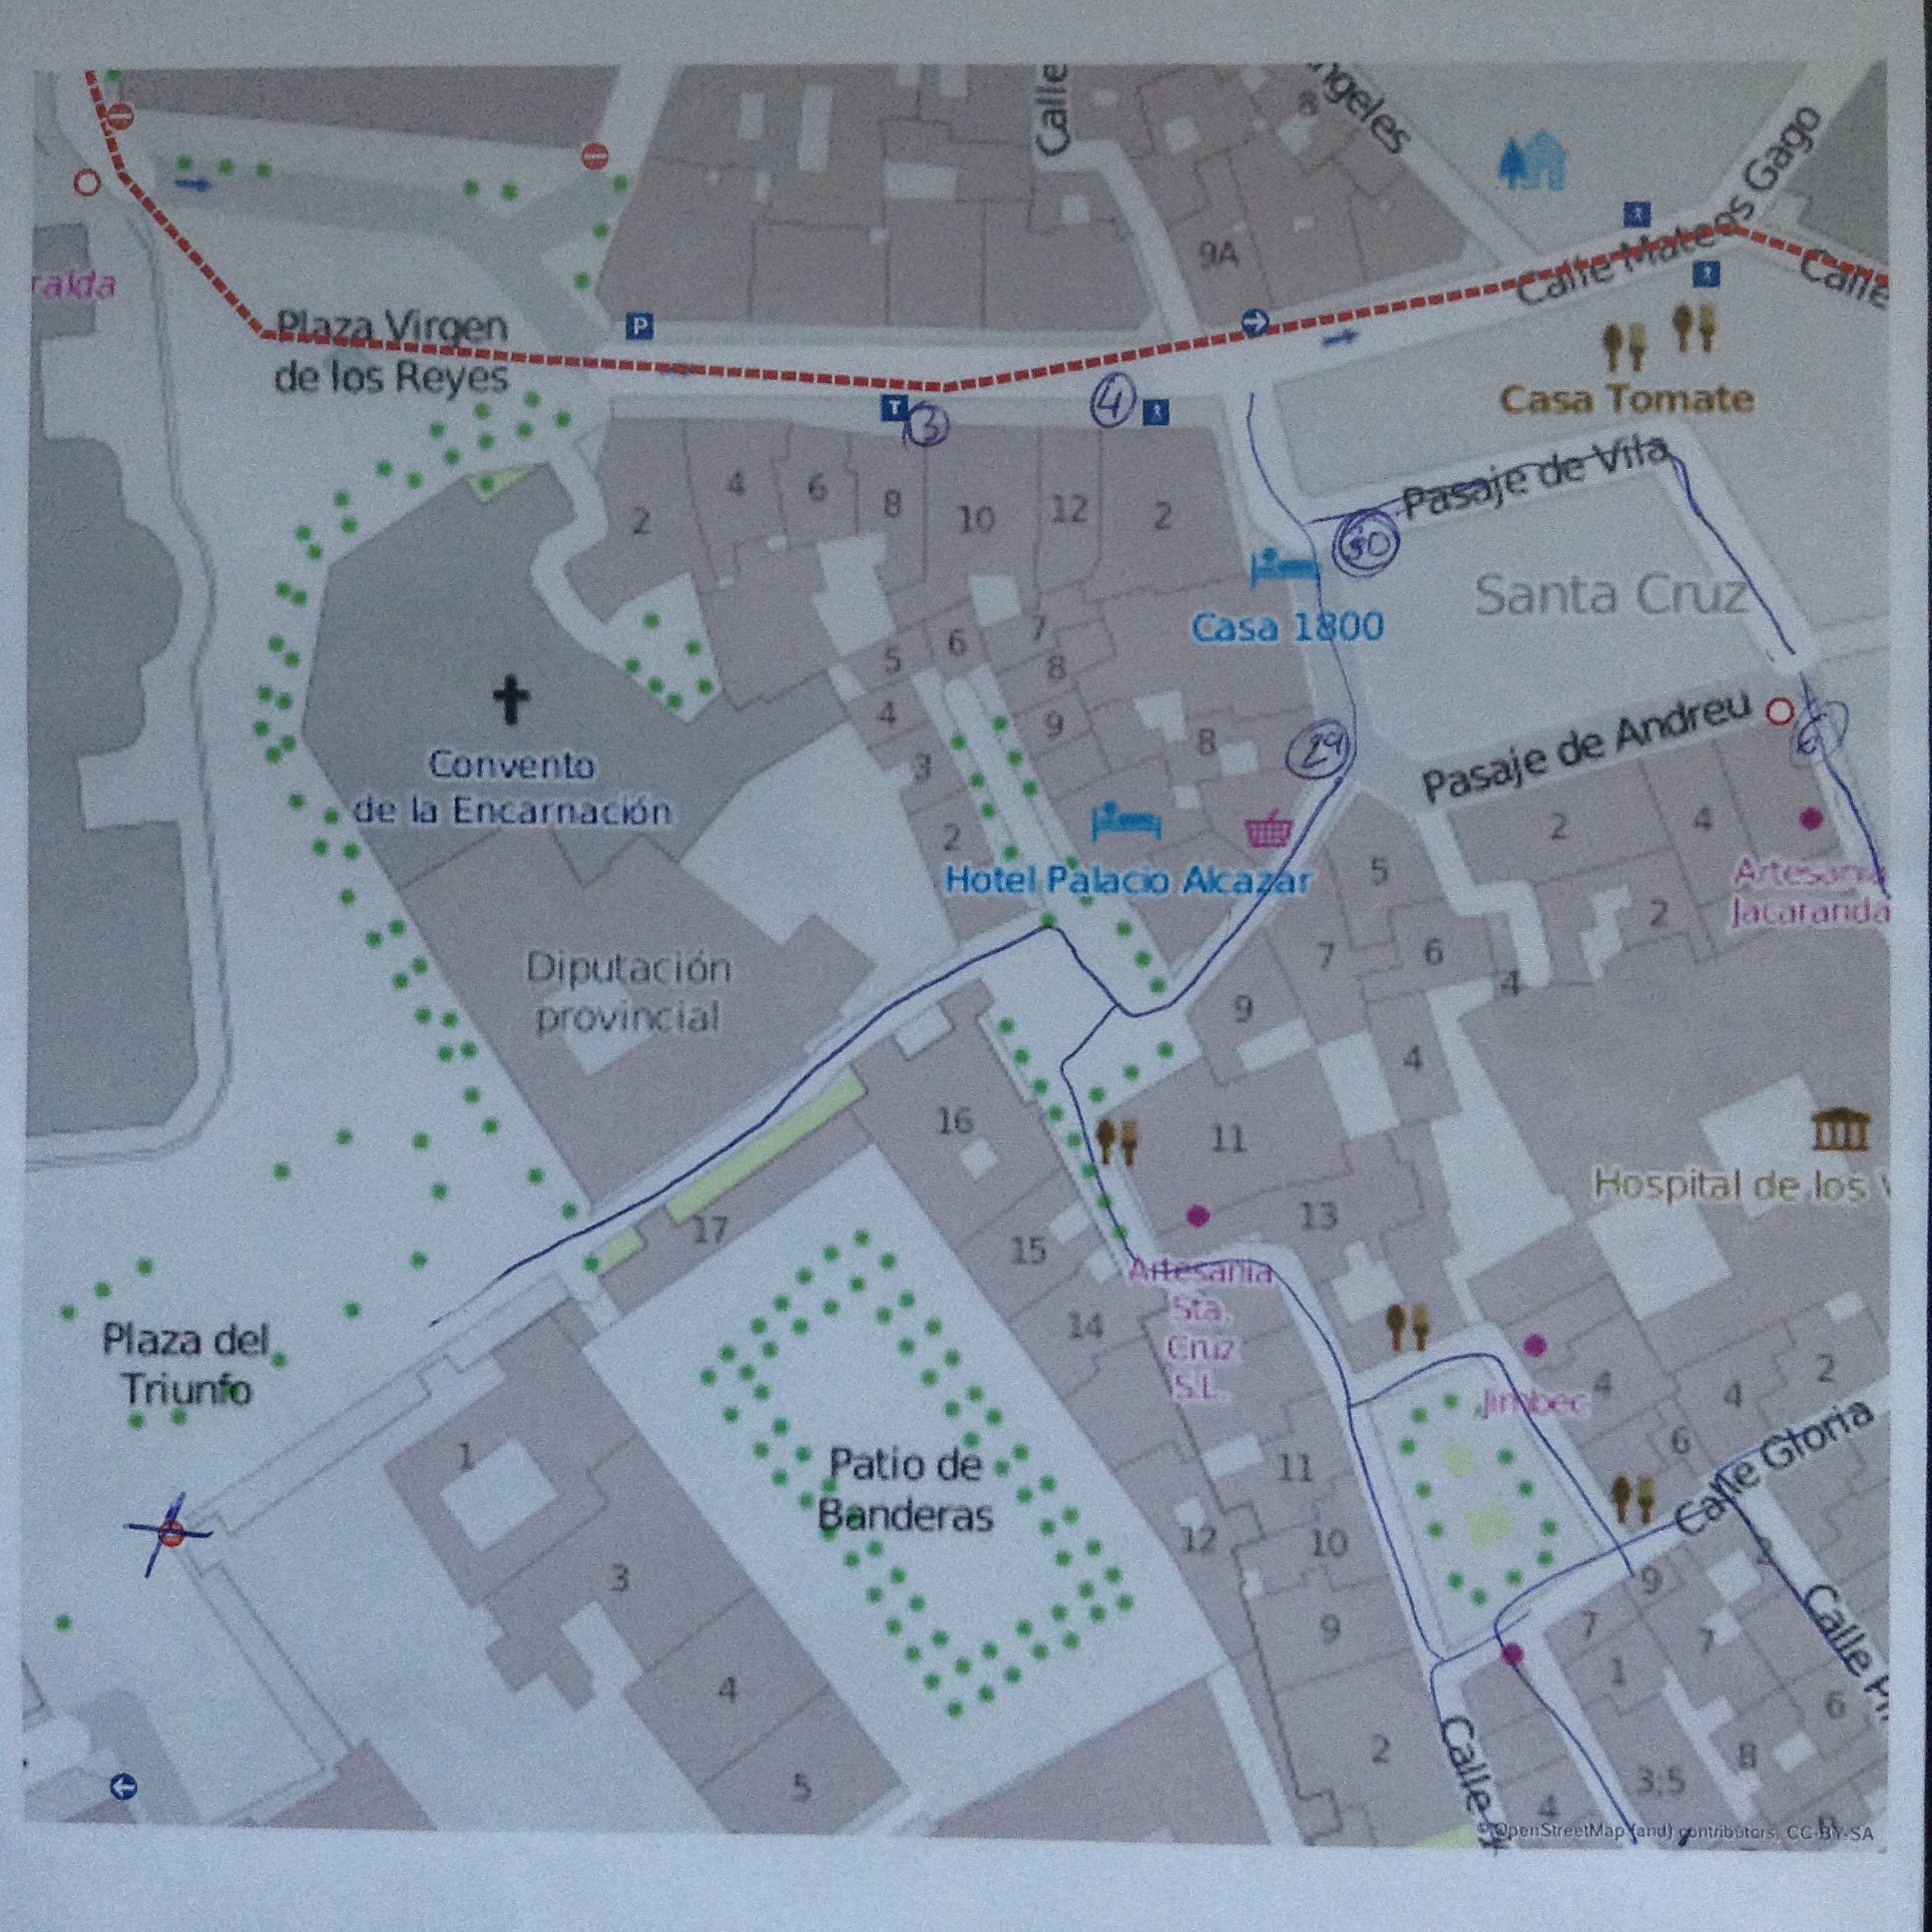 Calle
ngeles
8
Calle Mateos Gago
Calle
9A
ralda
Plaza Virgen
de los Reyes
P
T
3
4
Casa Tomate
Pasaje de Vila
30
2
4
6
8
10
12
2
Santa Cruz
Casa 1800
5
6
7
8
4
9
8
29
3
2
Pasaje de Andreu
6
Convento
de la Encarnación
Hotel Palacio Alcazar
5
2
4
Artesanía
Jacaranda
2
7
6
4
9
Diputación
provincial
4
16
11
Hospital de los V
17
15
13
14
Artesanía
Sta.
Cruz
S.L.
Plaza del
Triunfo
Jimbec
4
4
2
6
Calle Gloria
1
Patio de
Banderas
11
12
10
9
2
9
3
7
7
1
Calle Pi
6
4
2
Calle
8
3;5
4
5
© OpenStreetMap (and) contributors, CC-BY-SA